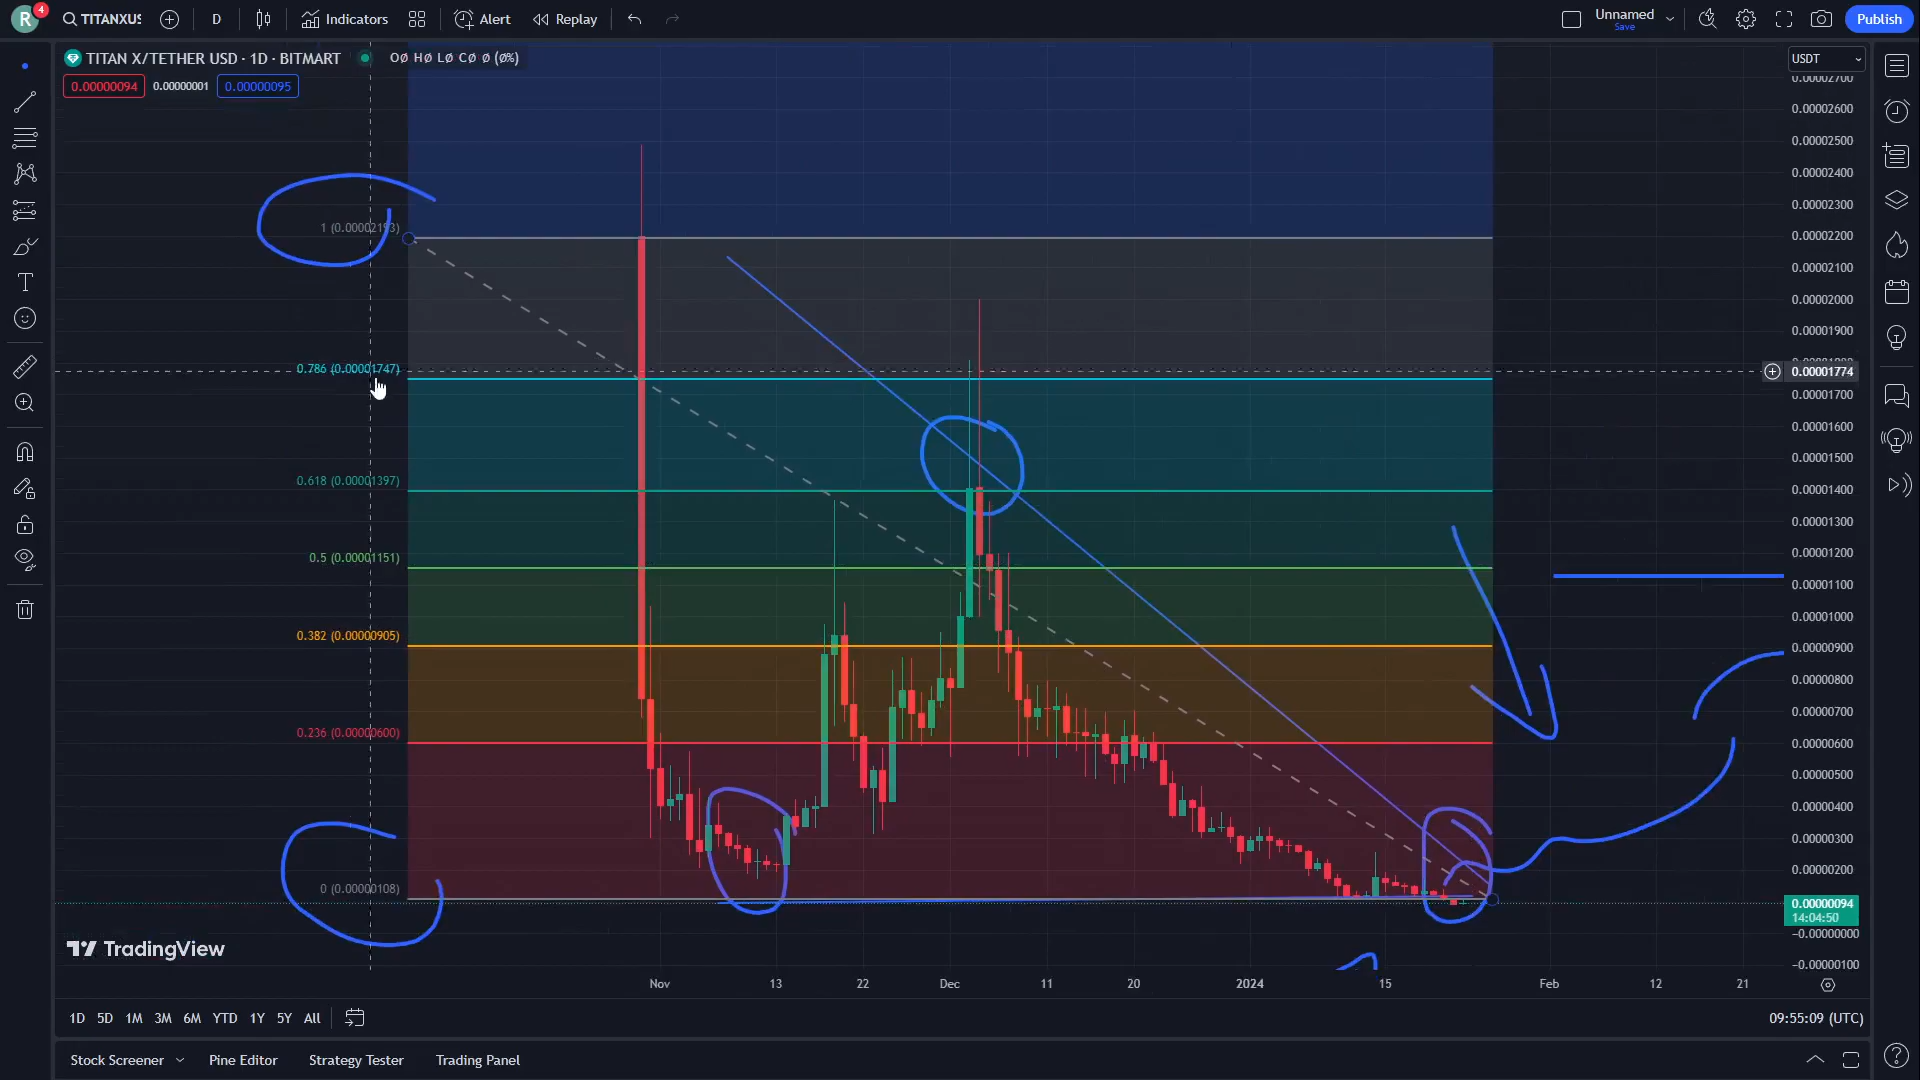 R
4
TITANXUS
D
Indicators
Alert
Replay
Unnamed
Save
Publish
TITAN X/TETHER USD · 1D · BITMART
OØ HØ LØ CØ Ø (Ø%)
0.00000094
0.00000001
0.00000095
USDT
0.00002700
0.00002600
0.00002500
0.00002400
0.00002300
0.00002200
0.00002100
0.00002000
0.00001900
0.00001774
0.00001700
0.00001600
0.00001500
0.00001400
0.00001300
0.00001200
0.00001100
0.00001000
0.00000900
0.00000800
0.00000700
0.00000600
0.00000500
0.00000400
0.00000300
0.00000200
0.00000094
14:04:50
−0.00000000
−0.00000100
1 (0.00002193)
0.786 (0.00001747)
0.618 (0.00001397)
0.5 (0.00001151)
0.382 (0.00000905)
0.236 (0.00000600)
0 (0.00000108)
TradingView
Nov
13
22
Dec
11
20
2024
15
Feb
12
21
1D
5D
1M
3M
6M
YTD
1Y
5Y
All
09:55:09 (UTC)
Stock Screener
Pine Editor
Strategy Tester
Trading Panel